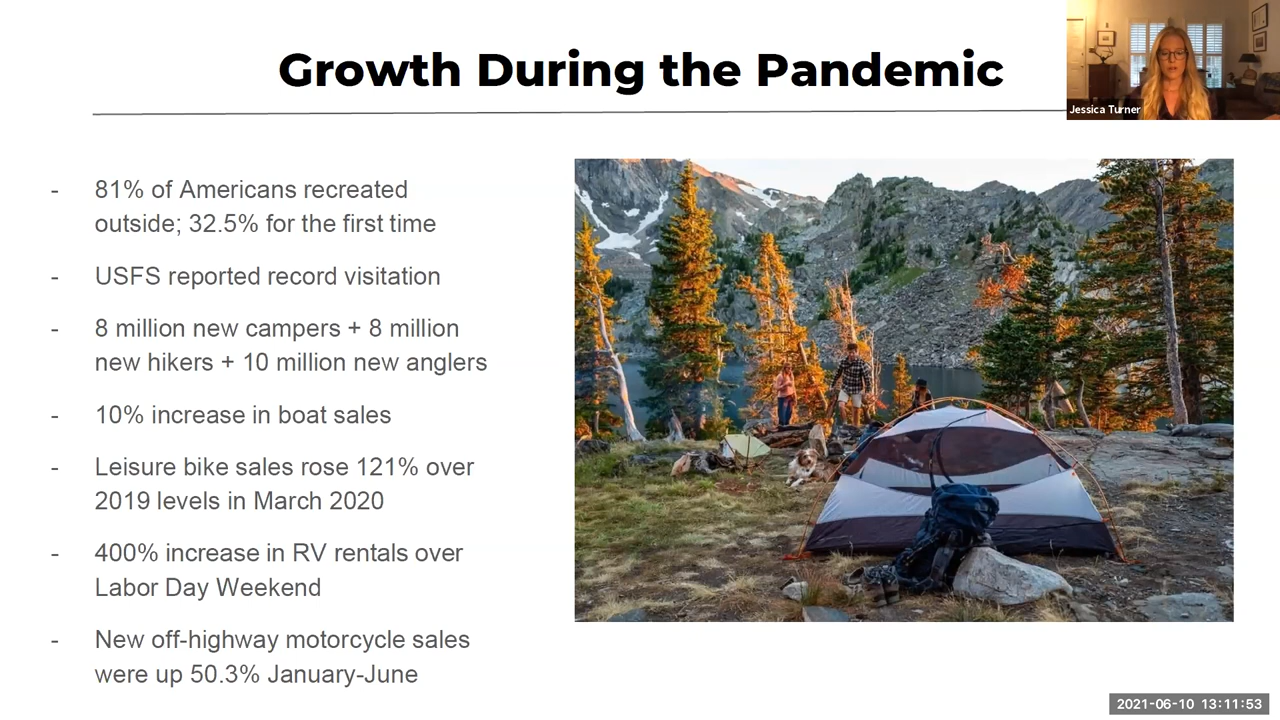 Growth During the Pandemic
Jessica Turner
- 81% of Americans recreated
outside; 32.5% for the first time
- USFS reported record visitation
- 8 million new campers + 8 million
new hikers + 10 million new anglers
- 10% increase in boat sales
- Leisure bike sales rose 121% over
2019 levels in March 2020
- 400% increase in RV rentals over
Labor Day Weekend
- New off-highway motorcycle sales
were up 50.3% January-June
2021-06-10 13:11:53